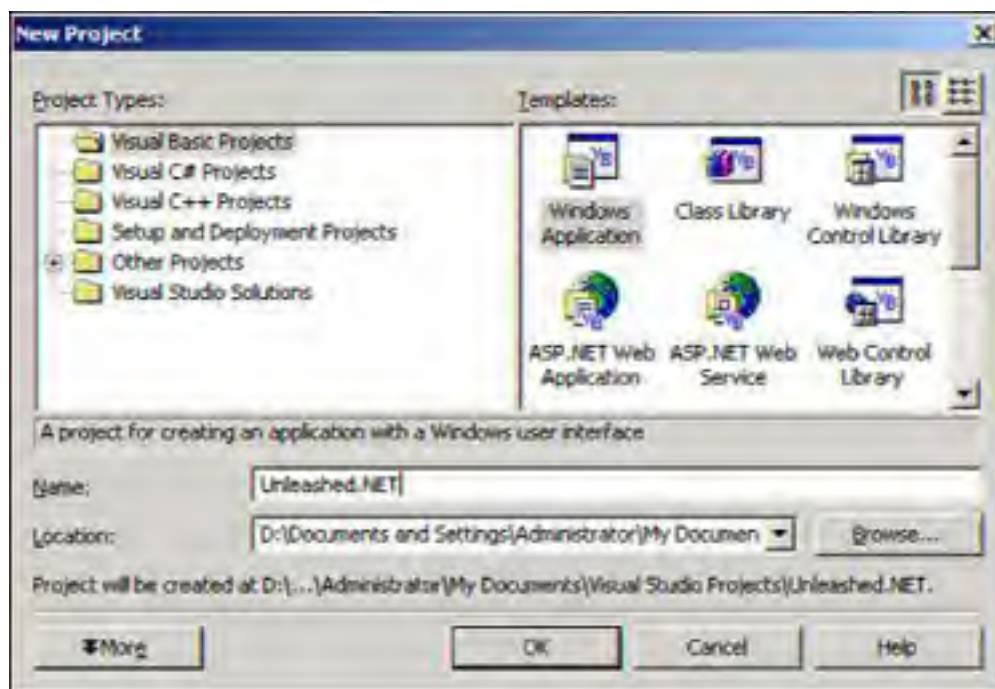 New Project
Project Types:
Templates:
Visual Basic Projects
Visual C# Projects
Visual C++ Projects
Setup and Deployment Projects
Other Projects
Visual Studio Solutions
Windows Application
Class Library
Windows Control Library
ASP.NET Web Application
ASP.NET Web Service
Web Control Library
A project for creating an application with a Windows user interface
Name:
Unleashed.NET
Location:
D:\Documents and Settings\Administrator\My Documen
Browse...
Project will be created at D:\...\Administrator\My Documents\Visual Studio Projects\Unleashed.NET.
More
OK
Cancel
Help